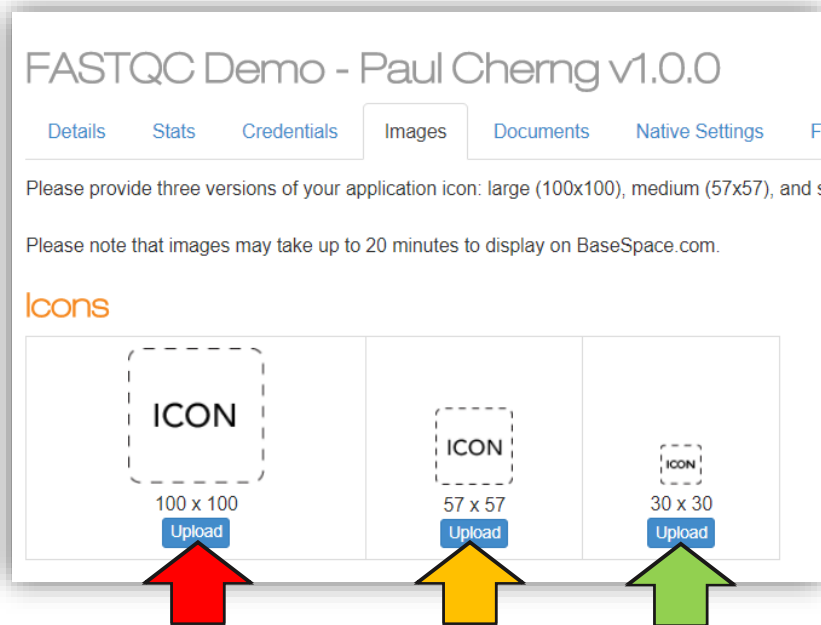 FASTQC Demo - Paul Cherng v1.0.0
Details Stats Credentials Images Documents Native Settings F
Please provide three versions of your application icon: large (100x100), medium (57x57), and s
Please note that images may take up to 20 minutes to display on BaseSpace.com.
Icons
ICON ICON ICON
100 x 100 57 x 57 30 x 30
Upload Upload Upload